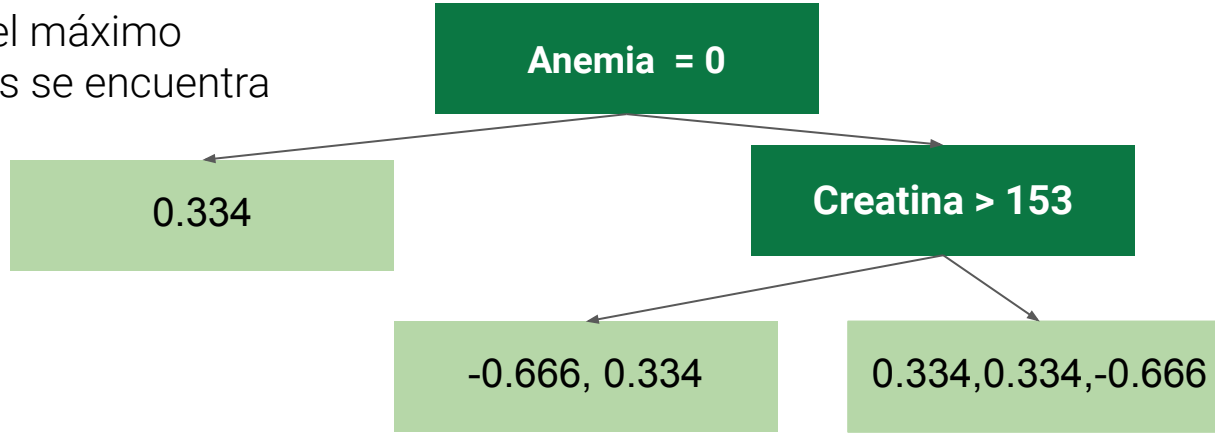 el máximo
s se encuentra
Anemia = 0
0.334
Creatina > 153
-0.666, 0.334
0.334,0.334,-0.666